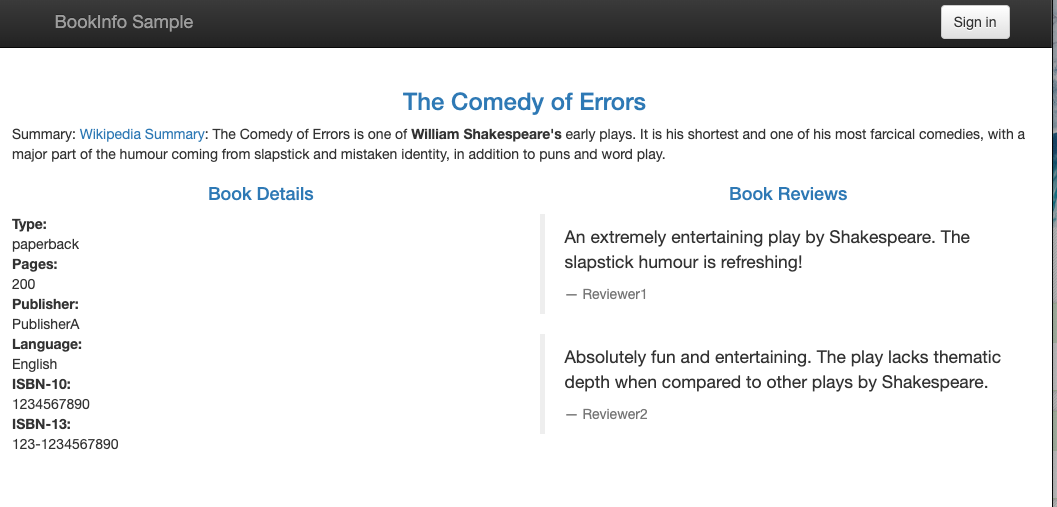 BookInfo Sample
Sign in
The Comedy of Errors
Summary: Wikipedia Summary: The Comedy of Errors is one of William Shakespeare's early plays. It is his shortest and one of his most farcical comedies, with a
major part of the humour coming from slapstick and mistaken identity, in addition to puns and word play.
Book Details
Type:
paperback
Pages:
200
Publisher:
PublisherA
Language:
English
ISBN-10:
1234567890
ISBN-13:
123-1234567890
Book Reviews
An extremely entertaining play by Shakespeare. The
slapstick humour is refreshing!
— Reviewer1
Absolutely fun and entertaining. The play lacks thematic
depth when compared to other plays by Shakespeare.
— Reviewer2